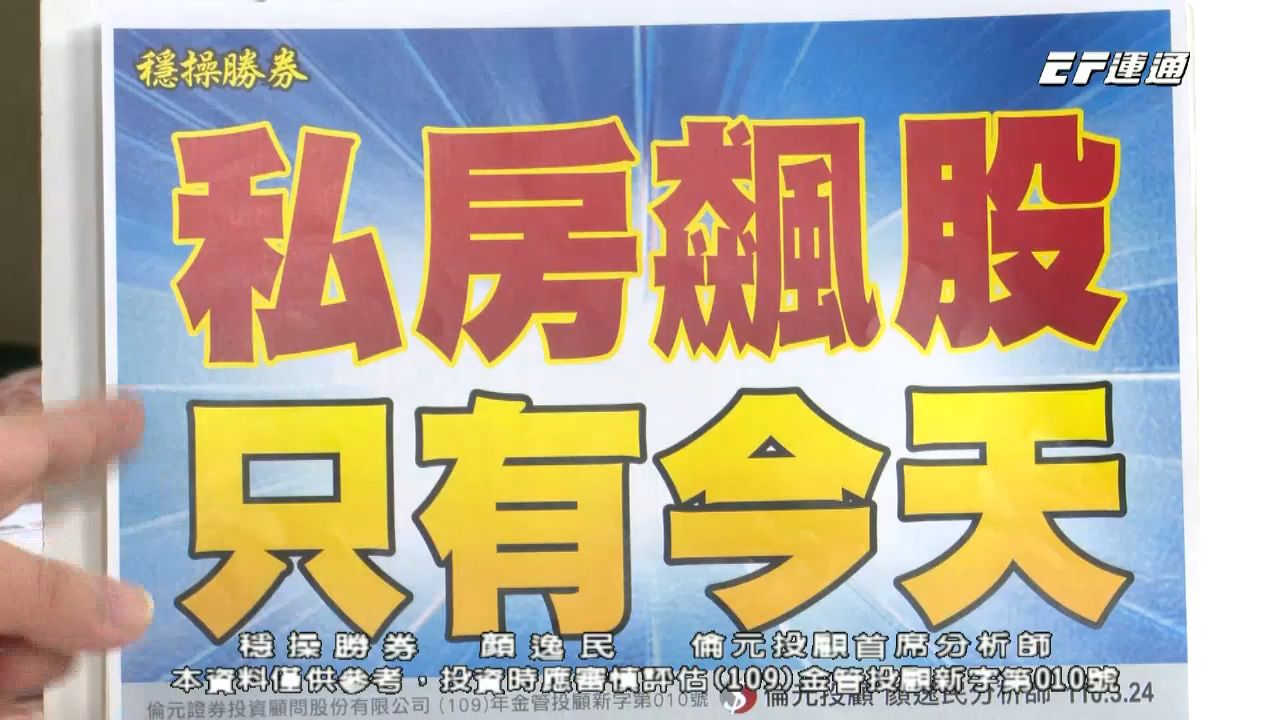 穩操勝券
EF運通
私房飆股
只有今天
穩操勝券 顏逸民 倫元投顧首席分析師
本資料僅供參考，投資時應審慎評估(109)金管投顧新字第010號
倫元證券投資顧問股份有限公司 (109)年金管投顧新字第010號 倫元投顧 顏逸民分析師 110.3.24